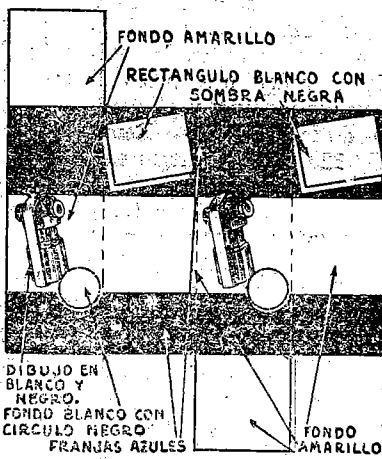 FONDO AMARILLO
RECTANGULO BLANCO CON
SOMBRA NEGRA
DIBUJO EN
BLANCO Y
NEGRO.
FONDO BLANCO CON
CIRCULO NEGRO
FRANJAS AZULES
FONDO
AMARILLO